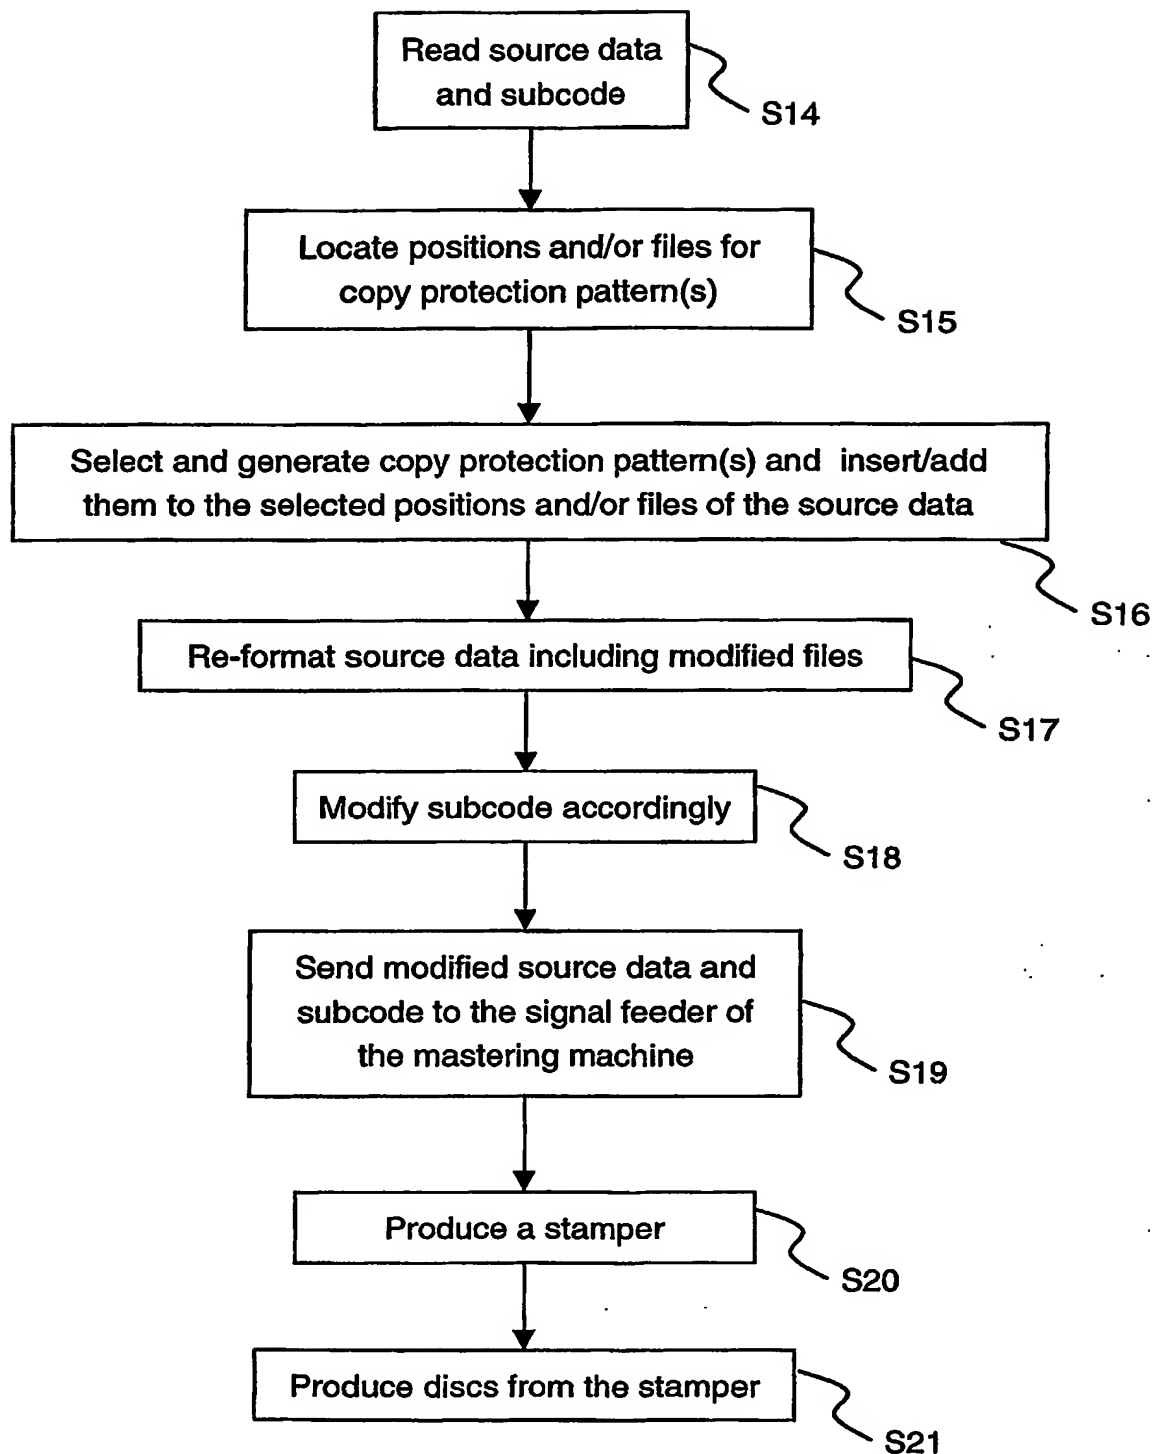 Read source data
and subcode
S14
Locate positions and/or files for
copy protection pattern(s)
S15
Select and generate copy protection pattern(s) and insert/add
them to the selected positions and/or files of the source data
S16
Re-format source data including modified files
S17
Modify subcode accordingly
S18
Send modified source data and
subcode to the signal feeder of
the mastering machine
S19
Produce a stamper
S20
Produce discs from the stamper
S21